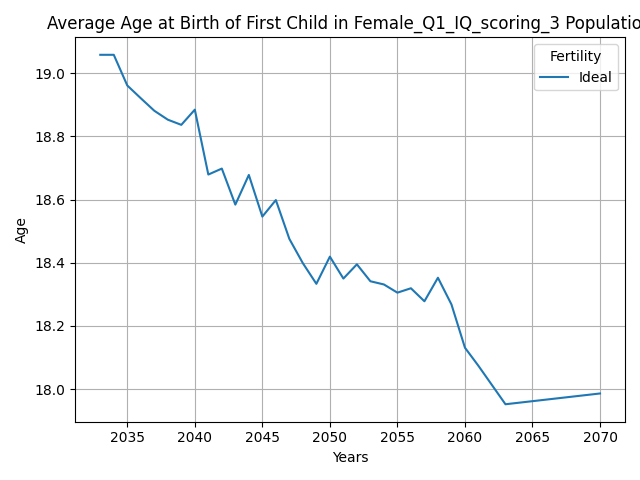 Average Age at Birth of First Child in Female_Q1_IQ_scoring_3 Populatio
Fertility
Ideal
19.0
18.8
18.6
18.4
18.2
18.0
Age
2035 2040 2045 2050 2055 2060 2065 2070
Years